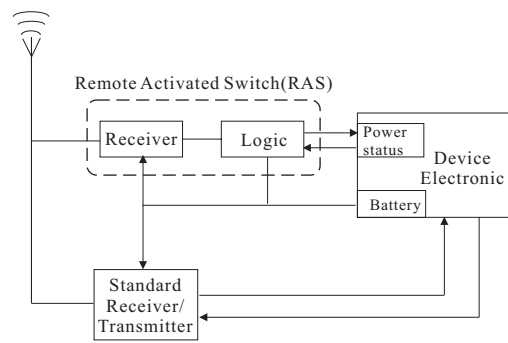 Remote Activated Switch(RAS)
Receiver
Logic
Power
status
Device
Electronic
Battery
Standard
Receiver/
Transmitter